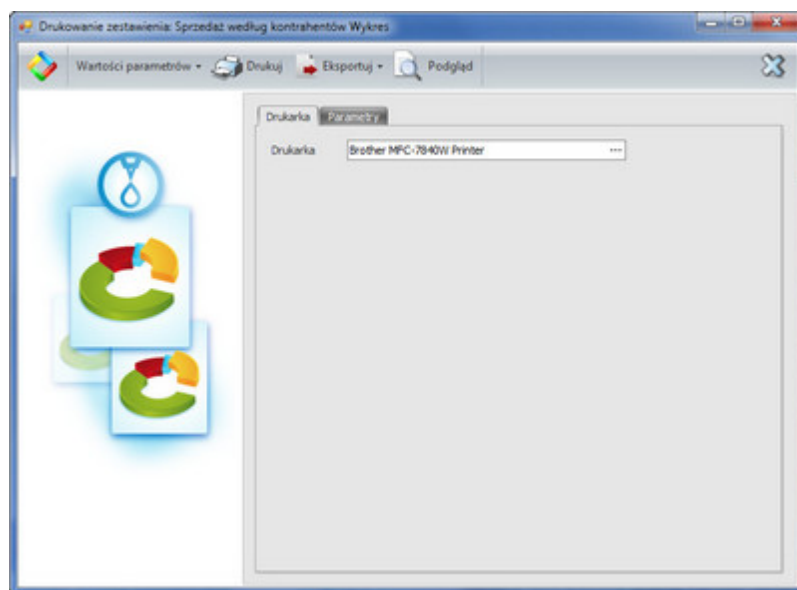 Drukowanie zestawienia: Sprzedaż według kontrahentów Wykres
Wartości parametrów Drukuj Eksportuj Podgląd
Drukarka Parametry
Drukarka Brother MFC-7840W Printer ...